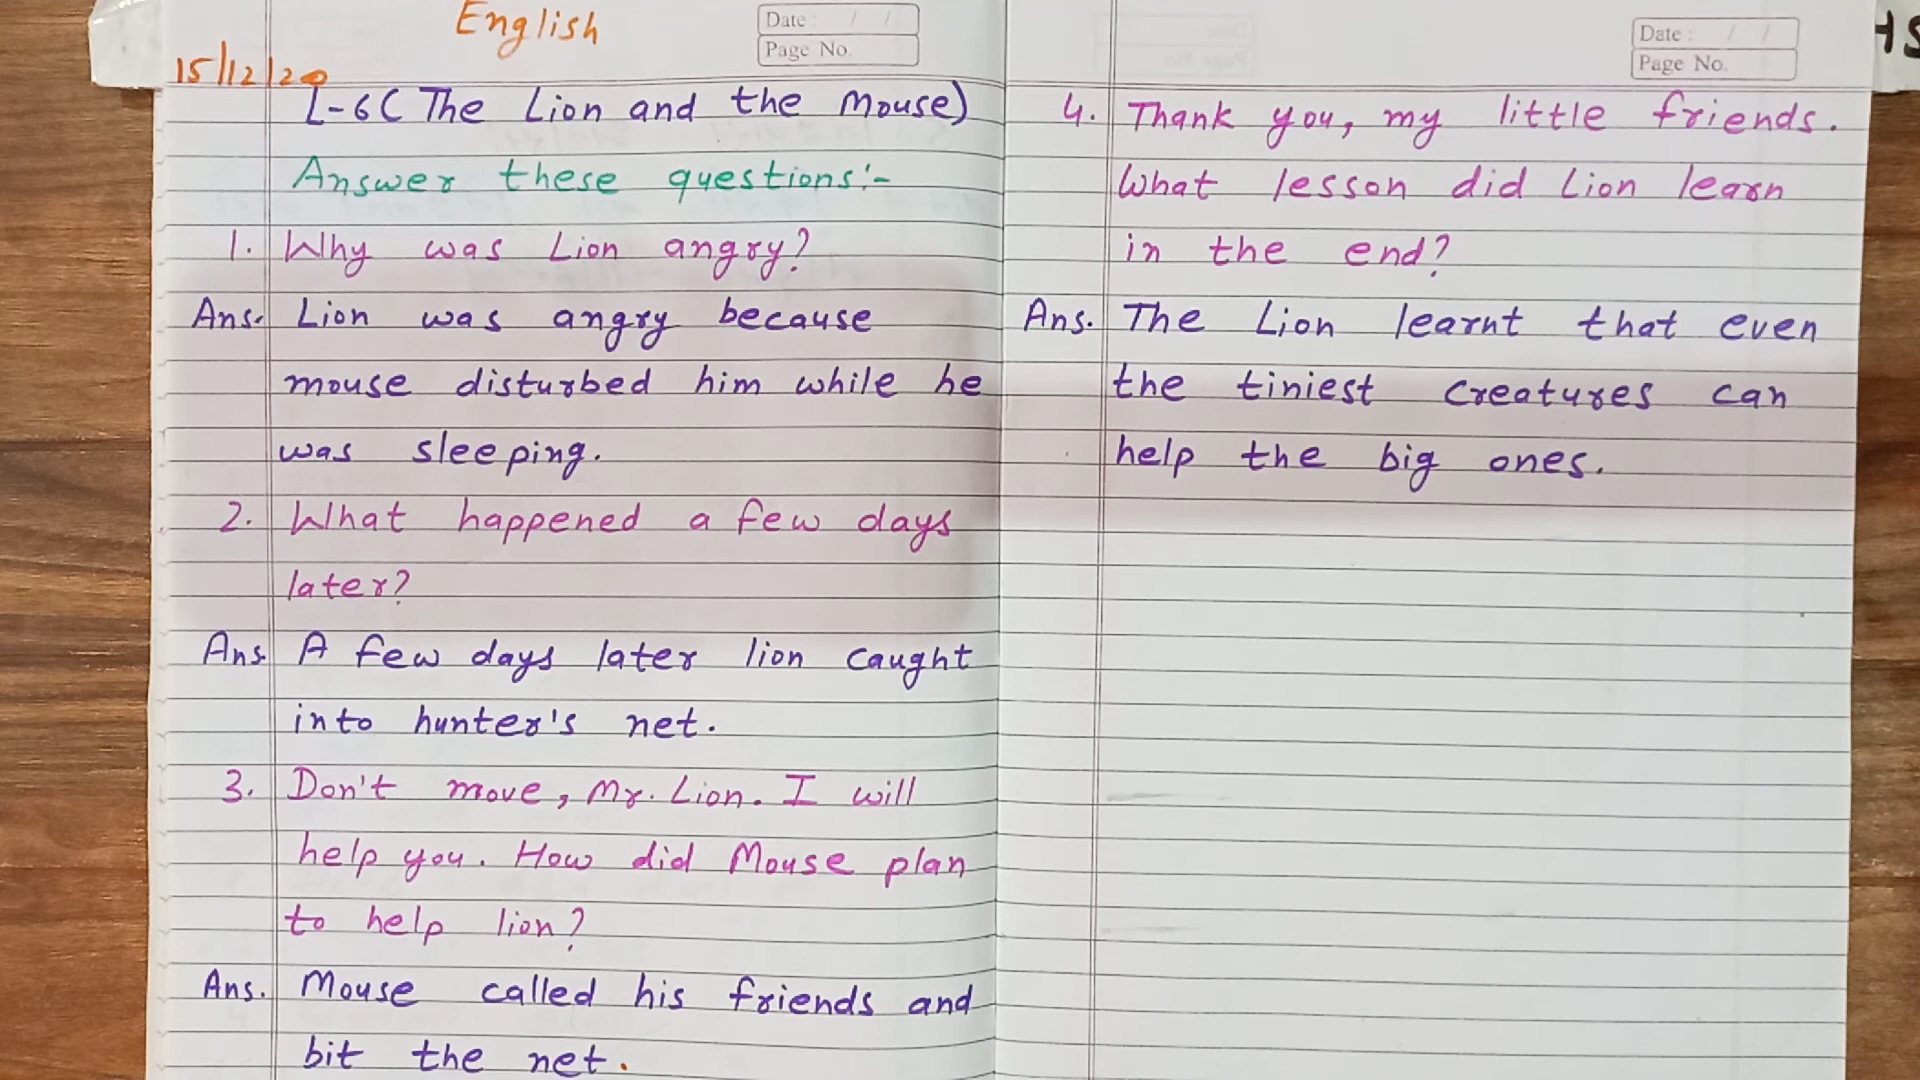 English
Date : / /
Page No.
15/12/20
L-6 ( The Lion and the Mouse)
Answer these questions:-
1. Why was Lion angry?
Ans. Lion was angry because
mouse disturbed him while he
was sleeping.
2. What happened a few days
later?
Ans. A few days later lion caught
into hunter's net.
3. Don't move, Mr. Lion. I will
help you. How did Mouse plan
to help lion?
Ans. Mouse called his friends and
bit the net.
Date : / /
Page No.
4. Thank you, my little friends.
What lesson did Lion learn
in the end?
Ans. The Lion learnt that even
the tiniest creatures can
help the big ones.